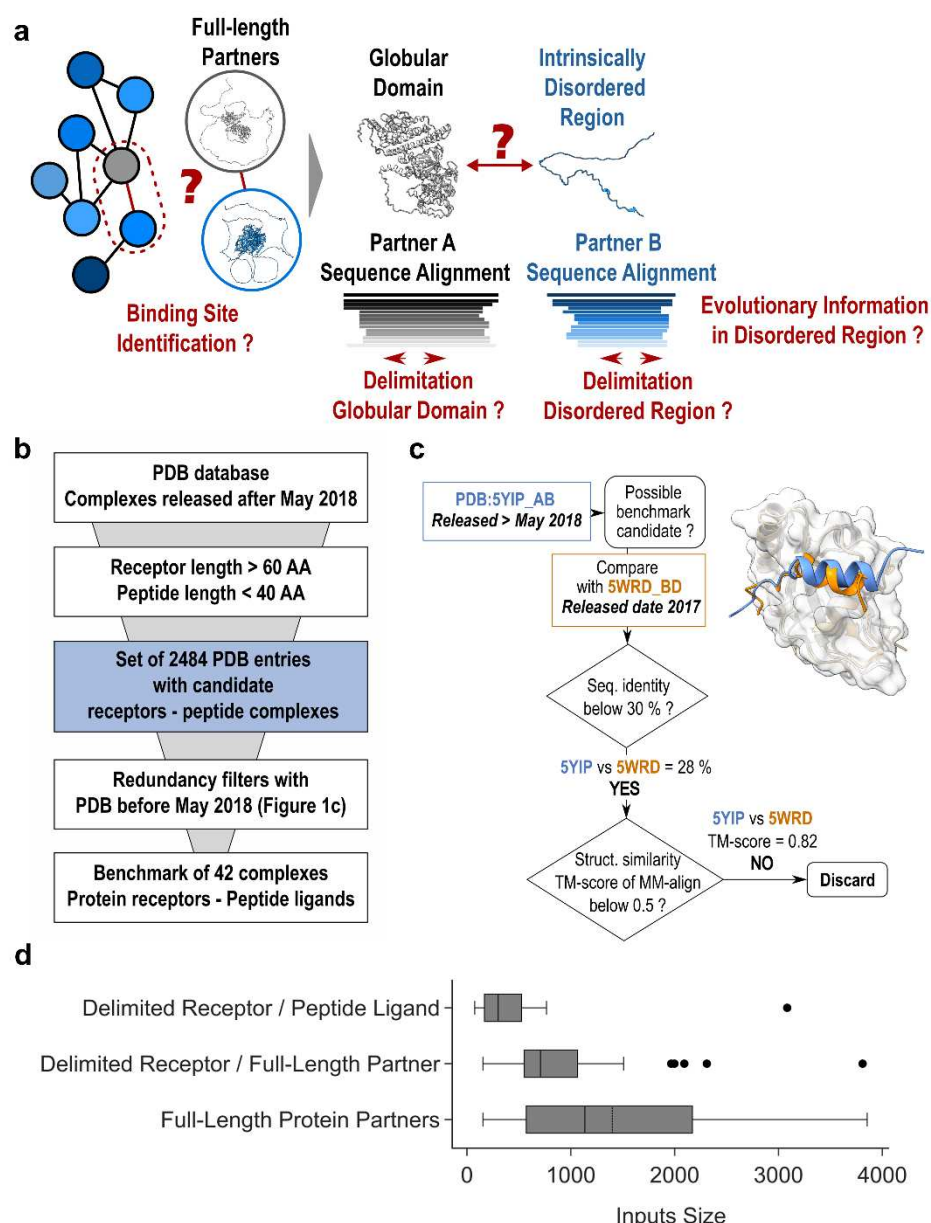 a
Full-length
Partners
?
Globular
Domain
Intrinsically
Disordered
Region
?
Partner A
Sequence Alignment
Partner B
Sequence Alignment
Binding Site
Identification ?
Evolutionary Information
in Disordered Region ?
Delimitation
Globular Domain ?
Delimitation
Disordered Region ?
b
PDB database
Complexes released after May 2018
Receptor length > 60 AA
Peptide length < 40 AA
Set of 2484 PDB entries
with candidate
receptors - peptide complexes
Redundancy filters with
PDB before May 2018 (Figure 1c)
Benchmark of 42 complexes
Protein receptors - Peptide ligands
c
PDB:5YIP_AB
Released > May 2018
Possible
benchmark
candidate ?
Compare
with 5WRD_BD
Released date 2017
Seq. identity
below 30 % ?
5YIP vs 5WRD = 28 %
YES
Struct. similarity
TM-score of MM-align
below 0.5 ?
5YIP vs 5WRD
TM-score = 0.82
NO
Discard
d
Delimited Receptor / Peptide Ligand
Delimited Receptor / Full-Length Partner
Full-Length Protein Partners
0 1000 2000 3000 4000
Inputs Size